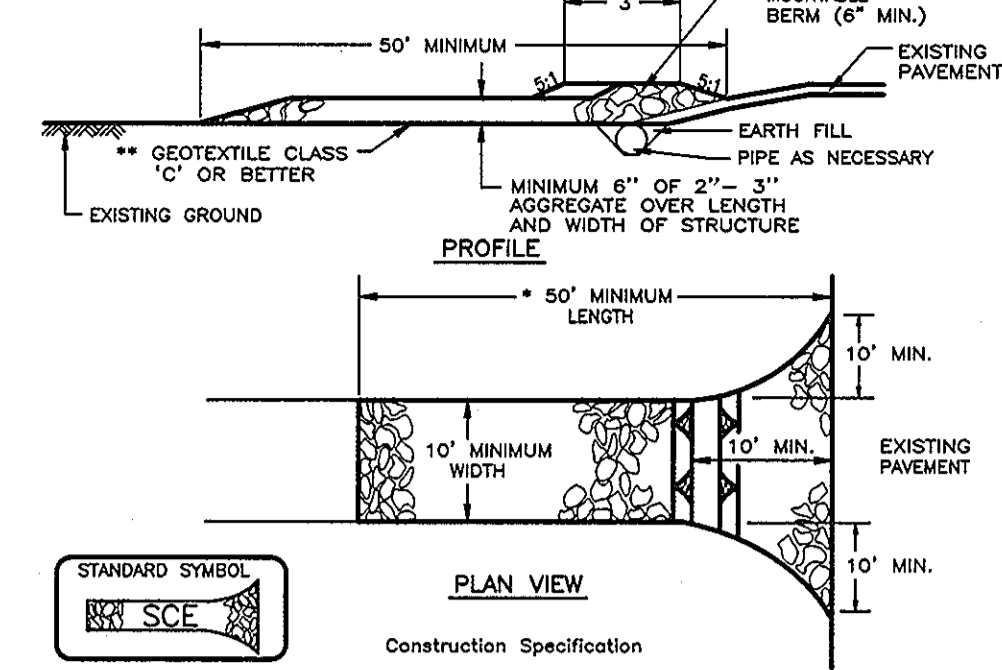 3'
BERM (6" MIN.)
50' MINIMUM
EXISTING
PAVEMENT
5:1
5:1
EARTH FILL
** GEOTEXTILE CLASS
'C' OR BETTER
PIPE AS NECESSARY
MINIMUM 6" OF 2"- 3"
AGGREGATE OVER LENGTH
AND WIDTH OF STRUCTURE
EXISTING GROUND
PROFILE
* 50' MINIMUM
LENGTH
10' MIN.
10' MINIMUM
WIDTH
10' MIN.
EXISTING
PAVEMENT
10' MIN.
STANDARD SYMBOL
SCE
PLAN VIEW
Construction Specification